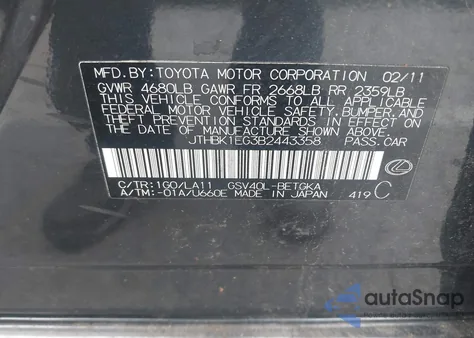 MFD.BY:TOYOTA MOTOR CORPORATION 02/11
GVWR 4680LB GAWR FR 2668LB RR 2359LB
THIS VEHICLE CONFORMS TO ALL APPLICABLE
FEDERAL MOTOR VEHICLE SAFETY,BUMPER,AND
THEFT PREVENTION STANDARDS IN EFFECT ON
THE DATE OF MANUFACTURE SHOWN ABOVE.
JTHBK1EG3B2443358 PASS.CAR
C/TR:1G0/LA11 GSV40L-BETGKA
A/TM:-01A/U660E MADE IN JAPAN 419 C
autoSnap